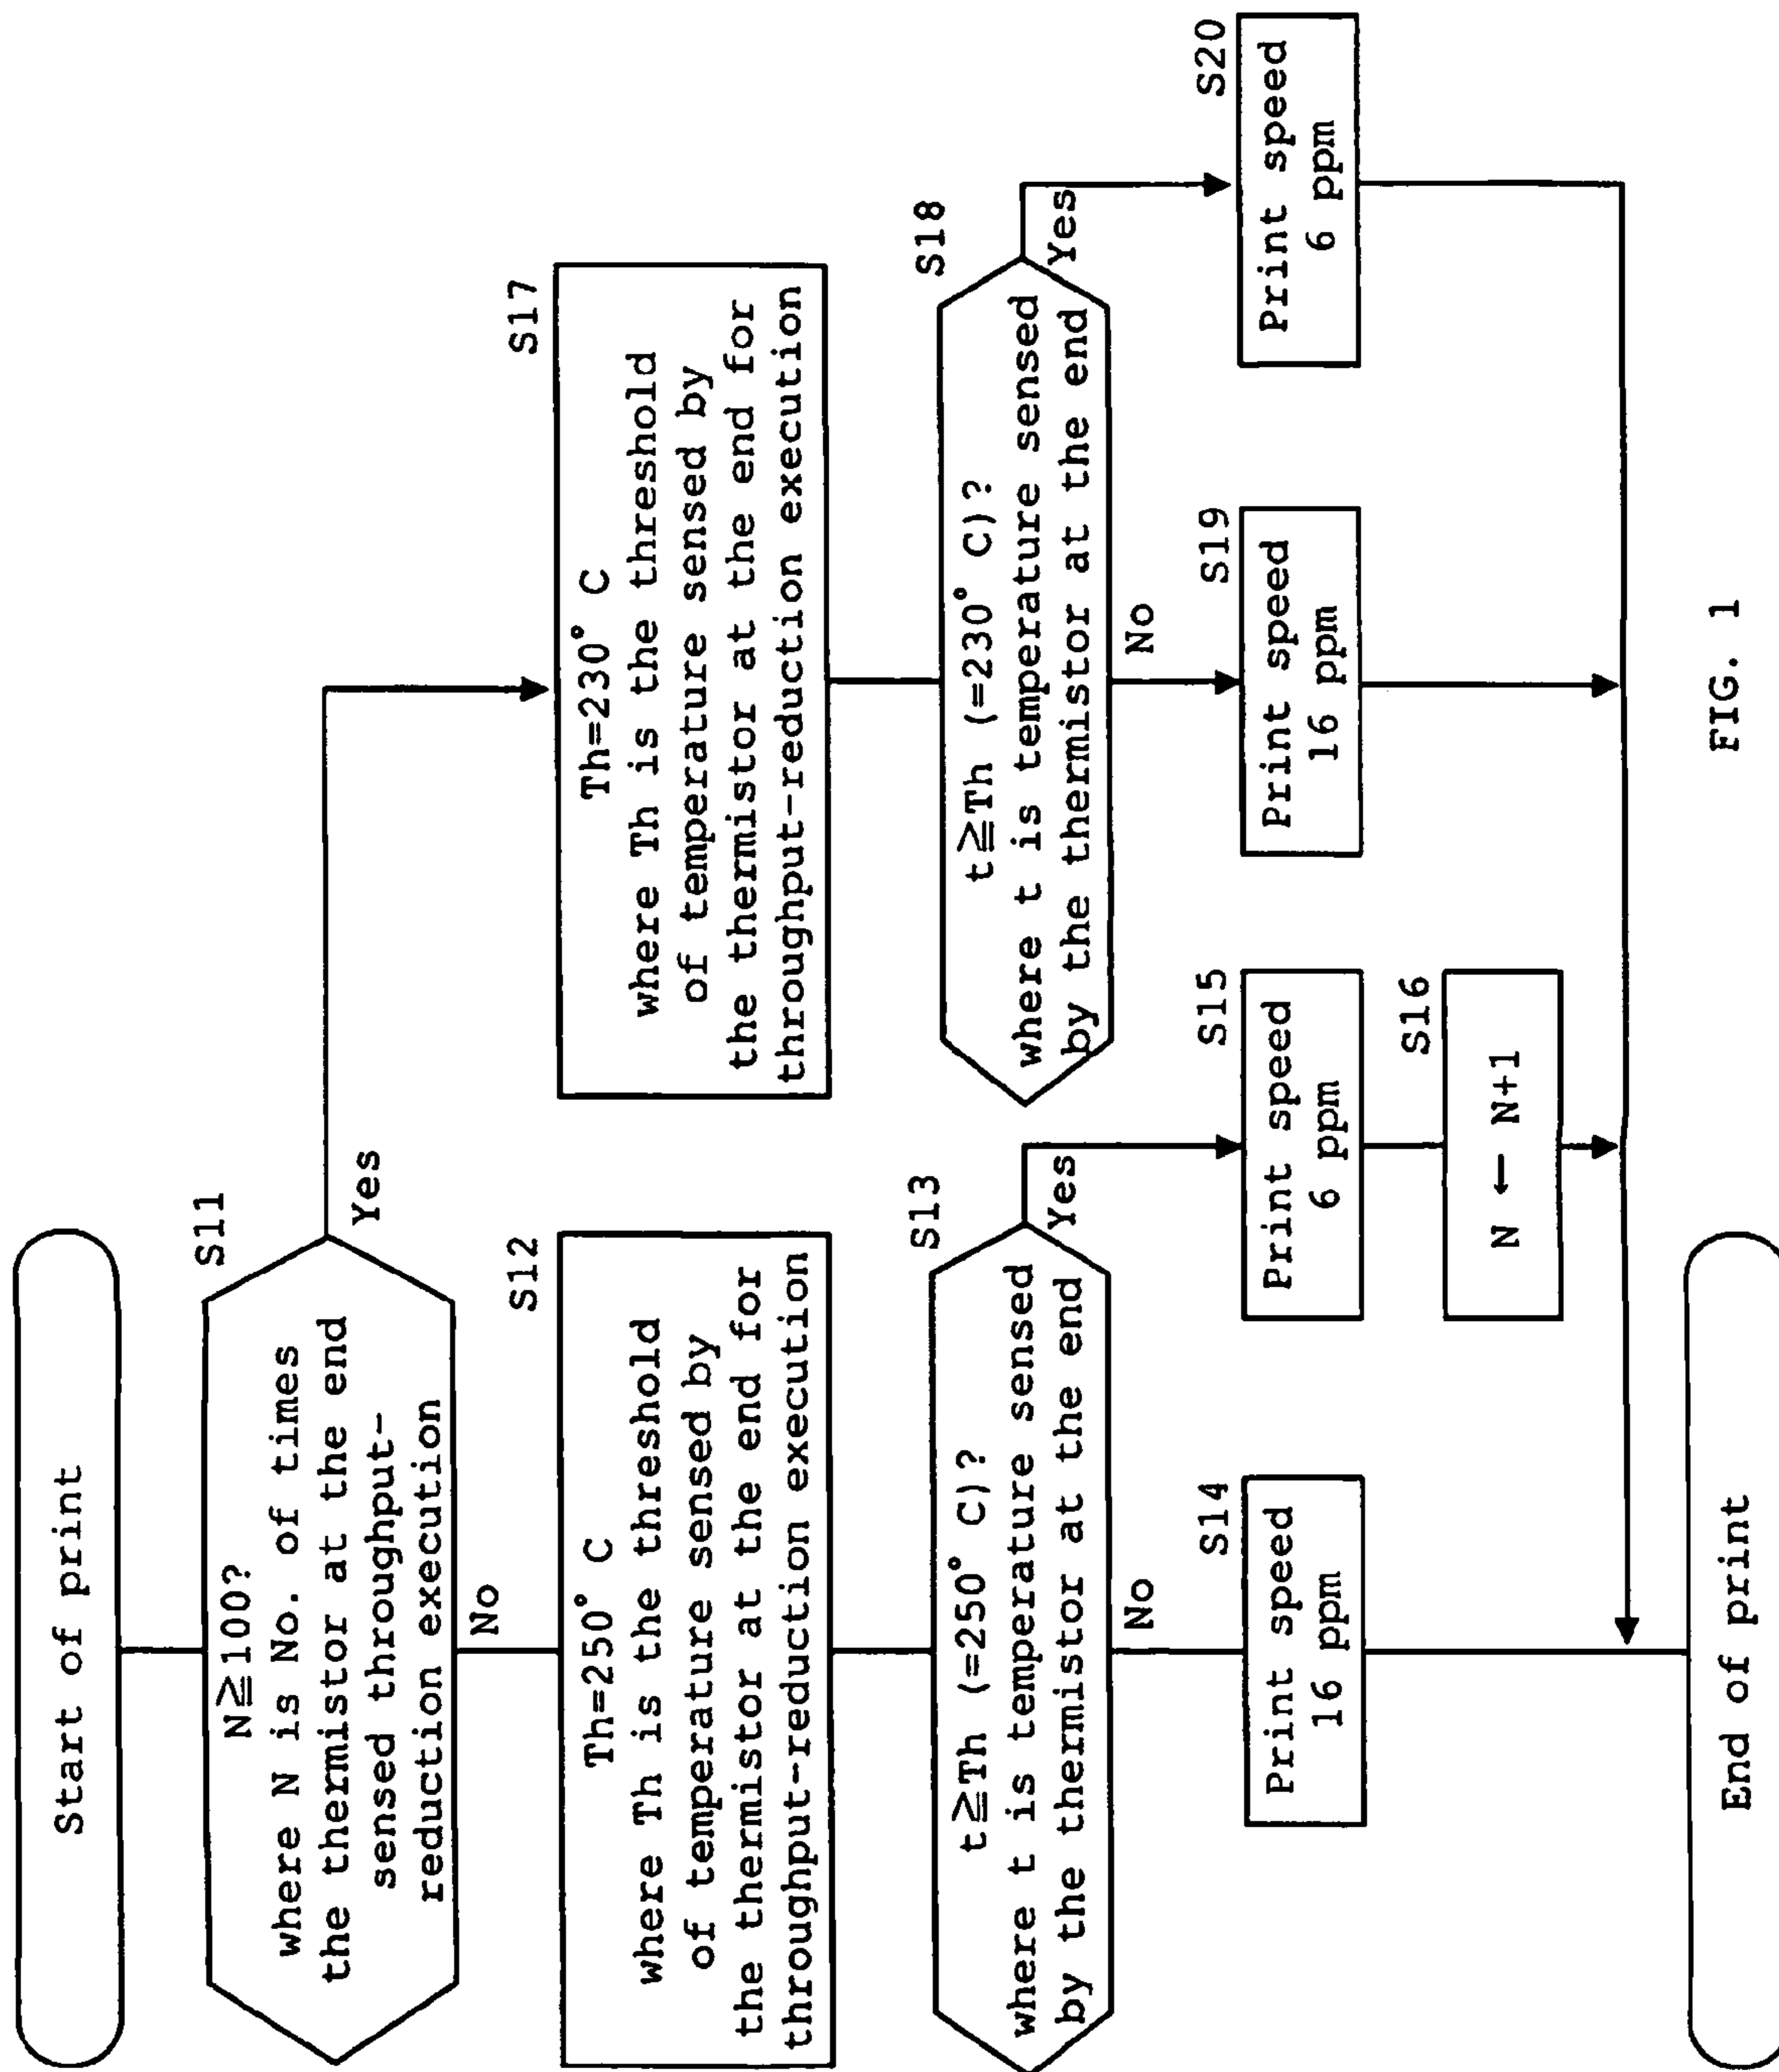 Start of print
S11
N≧100?
where N is No. of times
the thermistor at the end
sensed throughput-
reduction execution
Yes
No
S12
Th=250° C
where Th is the threshold
of temperature sensed by
the thermistor at the end for
throughput-reduction execution
S13
t≧Th (=250° C)?
where t is temperature sensed
by the thermistor at the end
Yes
No
S14
Print speed
16 ppm
S15
Print speed
6 ppm
S16
N ← N+1
S17
Th=230° C
where Th is the threshold
of temperature sensed by
the thermistor at the end for
throughput-reduction execution
S18
t≧Th (=230° C)?
where t is temperature sensed
by the thermistor at the end
Yes
No
S19
Print speed
16 ppm
S20
Print speed
6 ppm
End of print
FIG. 1